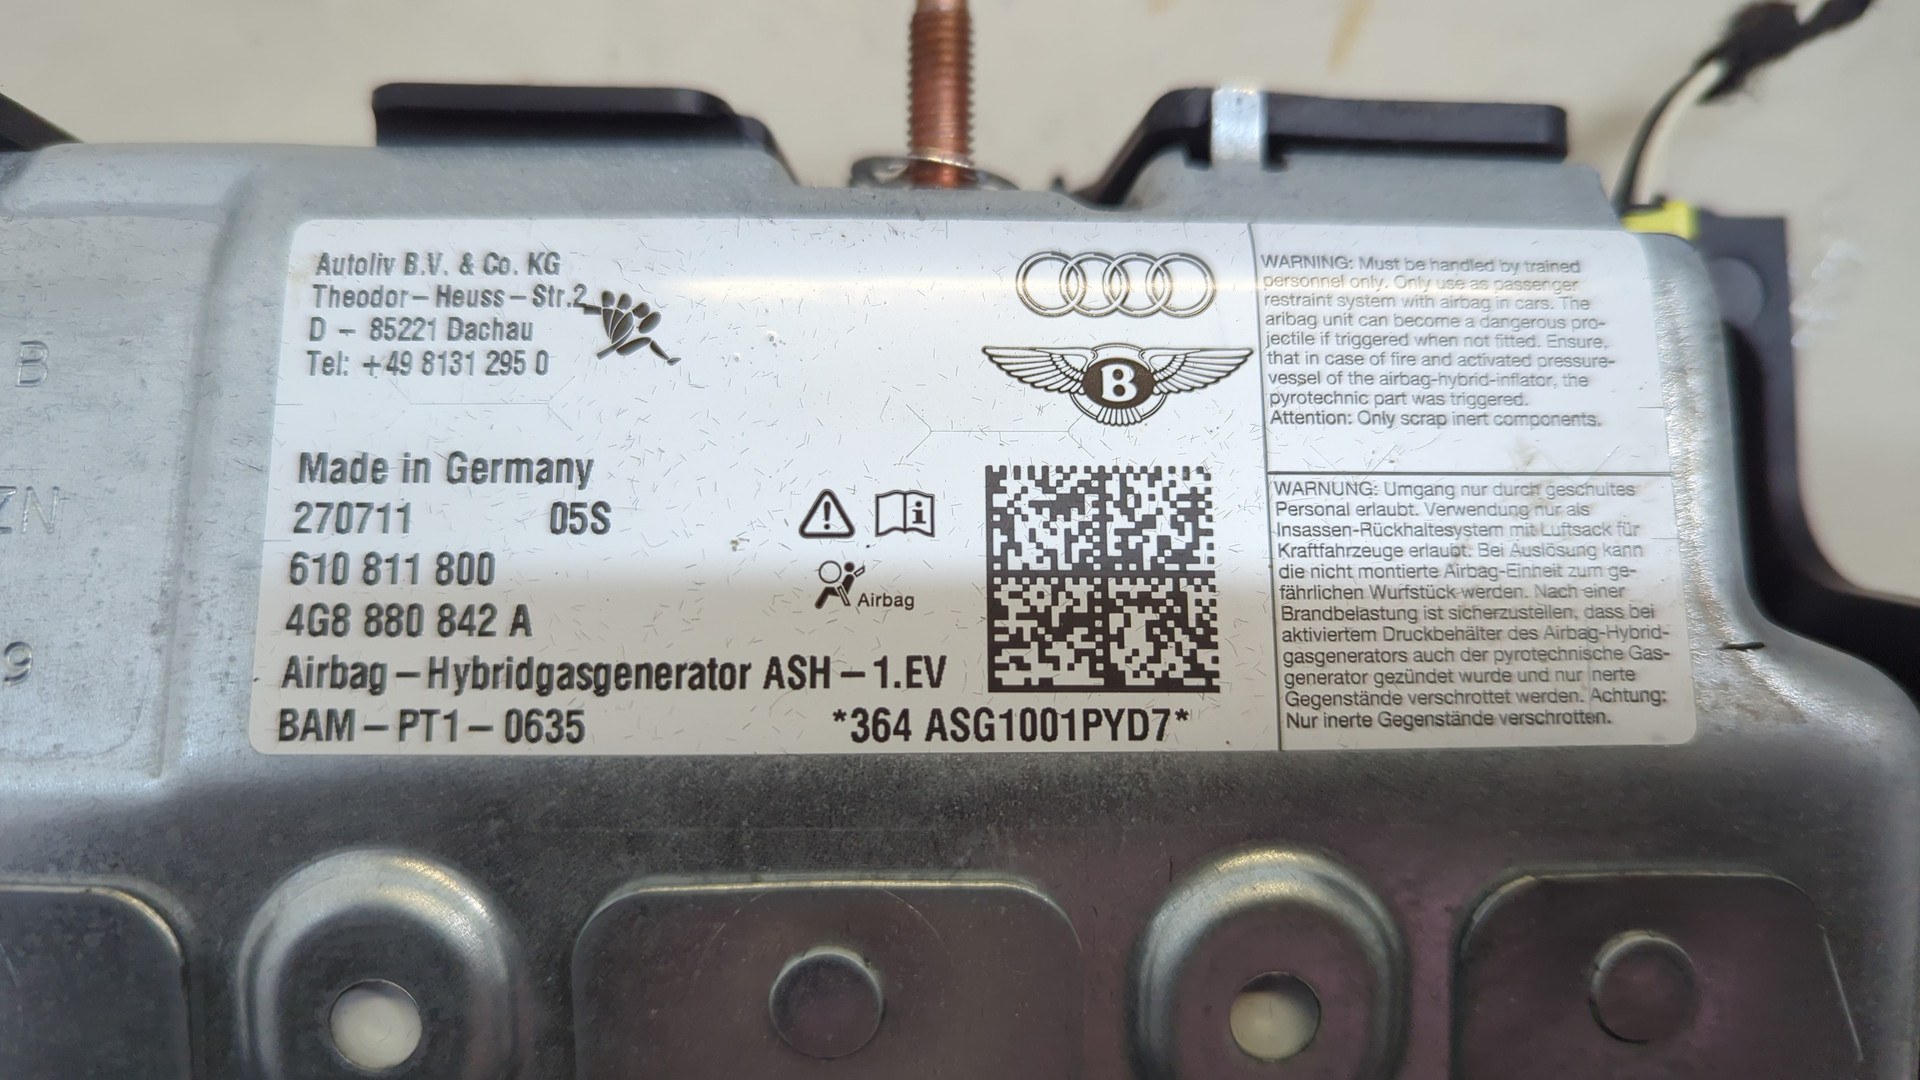 Autoliv B.V. & Co. KG
Theodor-Heuss-Str.2
D - 85221 Dachau
Tel: +49 8131 295 0
B
Made in Germany
270711 05S
610 811 800
4G8 880 842 A
Airbag-Hybridgasgenerator ASH-1.EV
BAM-PT1-0635 *364 ASG1001PYD7*
Airbag
WARNING: Must be handled by trained
personnel only. Only use as passenger
restraint system with airbag in cars. The
aribag unit can become a dangerous pro-
jectile if triggered when not fitted. Ensure,
that in case of fire and activated pressure-
vessel of the airbag-hybrid-inflator, the
pyrotechnic part was triggered.
Attention: Only scrap inert components.
WARNUNG: Umgang nur durch geschultes
Personal erlaubt. Verwendung nur als
Insassen-Rückhaltesystem mit Luftsack für
Kraftfahrzeuge erlaubt. Bei Auslösung kann
die nicht montierte Airbag-Einheit zum ge-
fährlichen Wurfstück werden. Nach einer
Brandbelastung ist sicherzustellen, dass bei
aktiviertem Druckbehälter des Airbag-Hybrid-
gasgenerators auch der pyrotechnische Gas-
generator gezündet wurde und nur inerte
Gegenstände verschrottet werden. Achtung:
Nur inerte Gegenstände verschrotten.
B
ZN
9